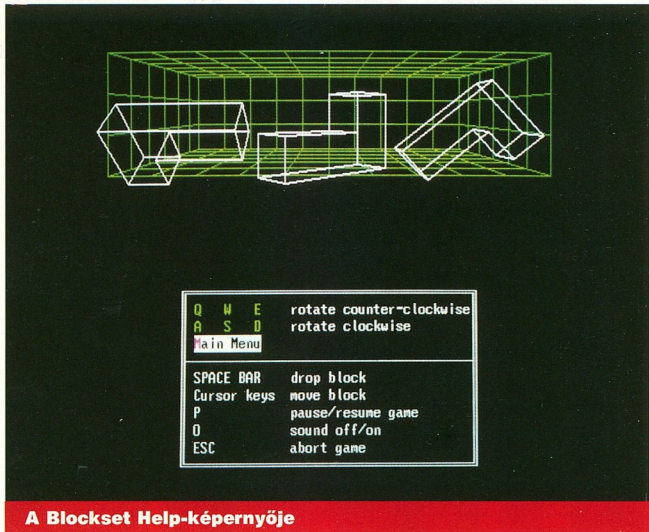 Q W E rotate counter-clockwise
A S D rotate clockwise
Main Menu
SPACE BAR drop block
Cursor keys move block
P pause/resume game
O sound off/on
ESC abort game
A Blockset Help-képernyője